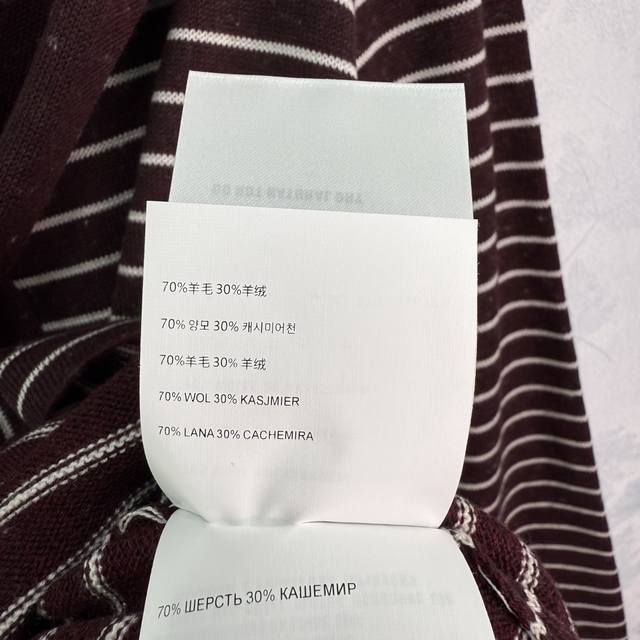 70%羊毛 30%羊绒
70% 양모 30% 캐시미어천
70%羊毛 30% 羊绒
70% WOL 30% KASJMIER
70% LANA 30% CACHEMIRA
70% ШЕРСТЬ 30% КАШЕМИР